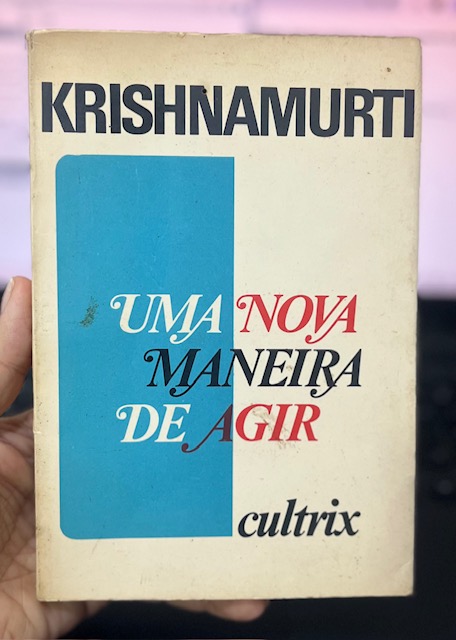 KRISHNAMURTI
UMA NOVA
MANEIRA
DE AGIR
cultrix